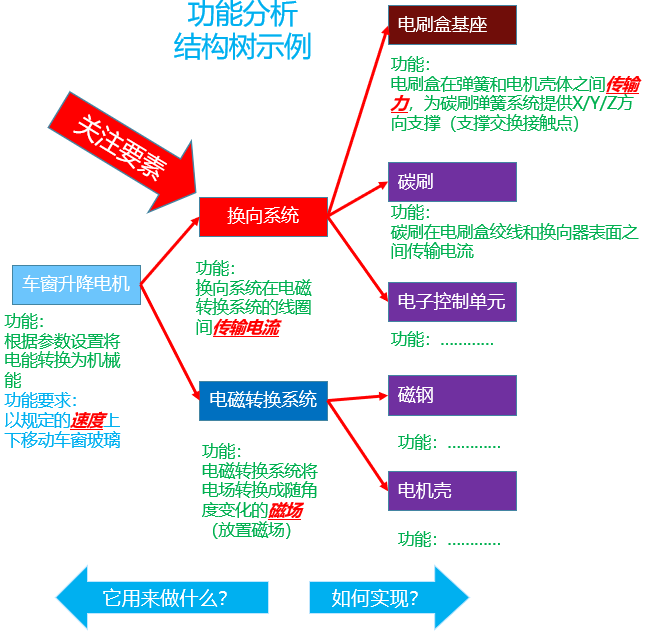 功能分析
结构树示例
关注要素
车窗升降电机
功能：
根据参数设置将
电能转换为机械
能
功能要求：
以规定的速度上
下移动车窗玻璃
换向系统
功能：
换向系统在电磁
转换系统的线圈
间传输电流
电磁转换系统
功能：
电磁转换系统将
电场转换成随角
度变化的磁场
（放置磁场）
电刷盒基座
功能：
电刷盒在弹簧和电机壳体之间传输
力，为碳刷弹簧系统提供X/Y/Z方
向支撑（支撑交换接触点）
碳刷
功能：
碳刷在电刷盒绞线和换向器表面之
间传输电流
电子控制单元
功能：…………
磁钢
功能：…………
电机壳
功能：…………
它用来做什么？
如何实现？